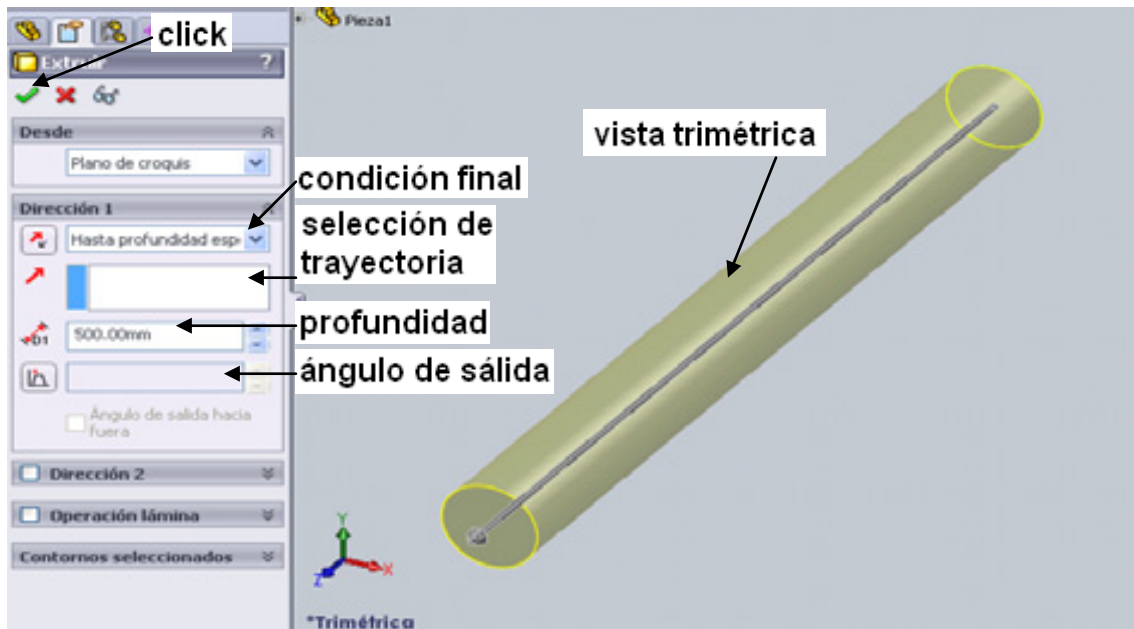 Pieza1
click
Extruir ?
Desde
Plano de croquis
vista trimétrica
condición final
Dirección 1
Hasta profundidad esp
selección de
trayectoria
D1
500.00mm
profundidad
ángulo de sálida
Ángulo de salida hacia
fuera
Dirección 2
Operación lámina
Contornos seleccionados
Y
X
Z
*Trimétrica